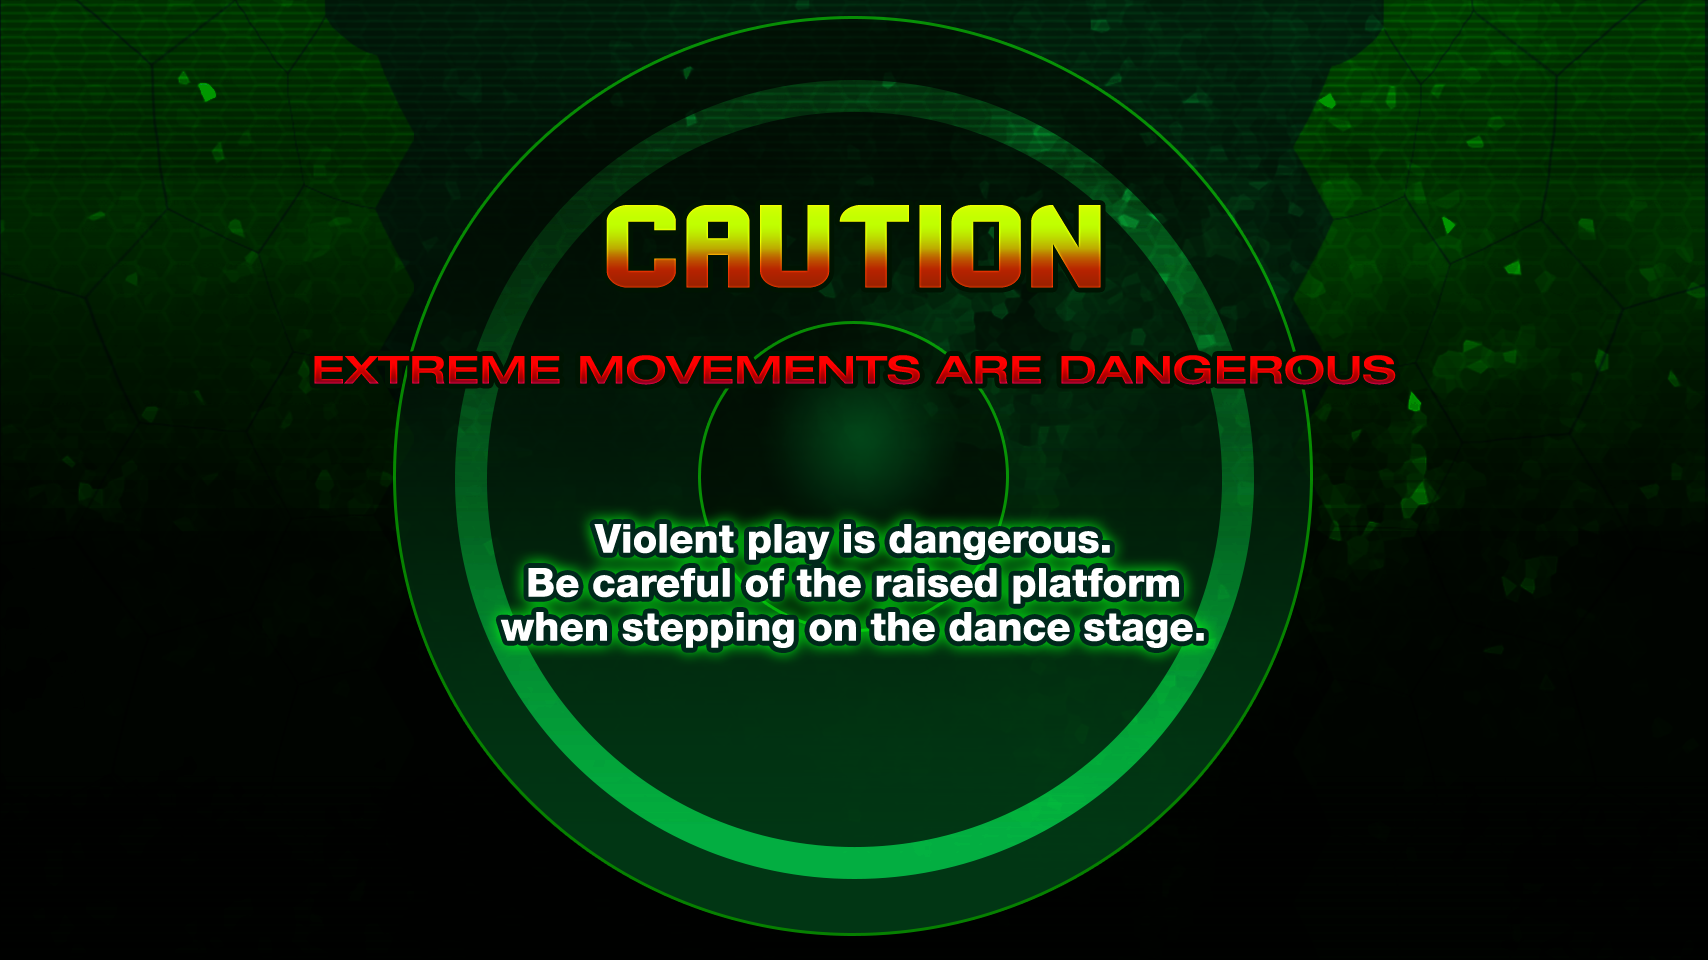 CAUTION
EXTREME MOVEMENTS ARE DANGEROUS
Violent play is dangerous.
Be careful of the raised platform
when stepping on the dance stage.